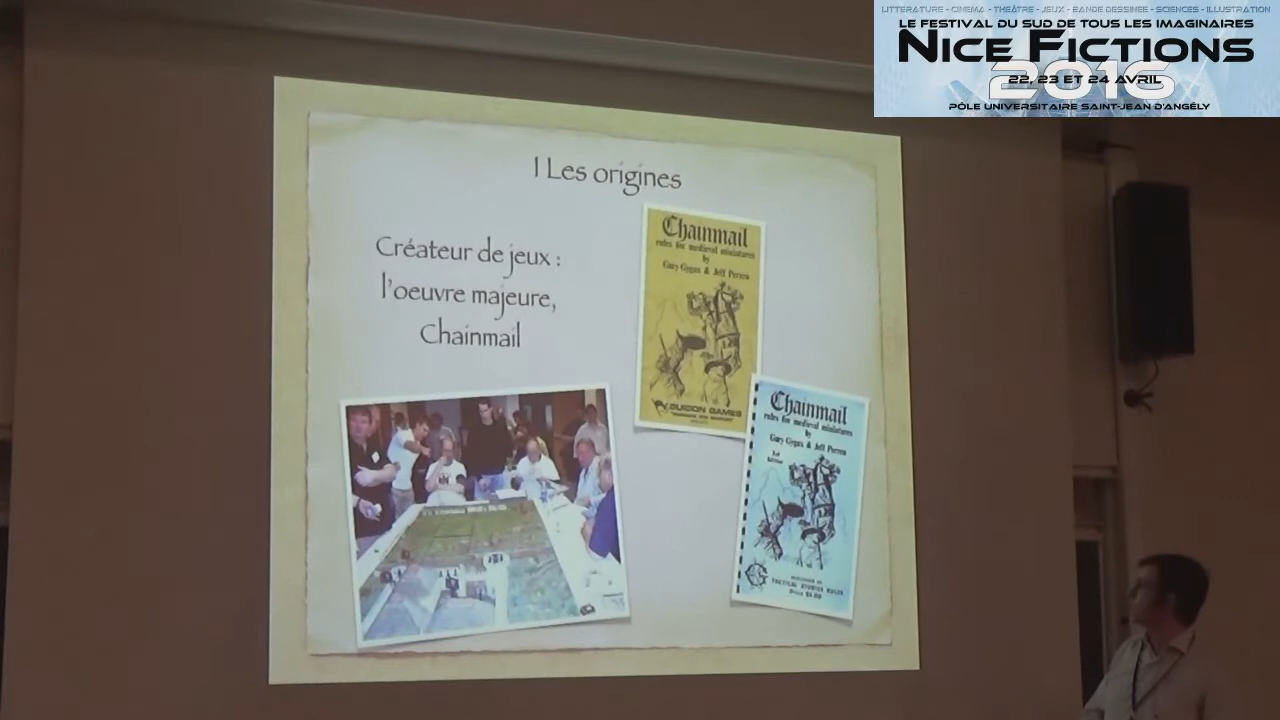 LITTÉRATURE - CINÉMA - THÉÂTRE - JEUX - BANDE DESSINÉE - SCIENCES - ILLUSTRATION
LE FESTIVAL DU SUD DE TOUS LES IMAGINAIRES
NICE FICTIONS
2016
22, 23 ET 24 AVRIL
PÔLE UNIVERSITAIRE SAINT-JEAN D'ANGÉLY
I Les origines
Créateur de jeux :
l'oeuvre majeure,
Chainmail
Chainmail
rules for medieval miniatures
by
Gary Gygax & Jeff Perren
GUIDON GAMES
Chainmail
rules for medieval miniatures
by
Gary Gygax & Jeff Perren
TACTICAL STUDIES RULES